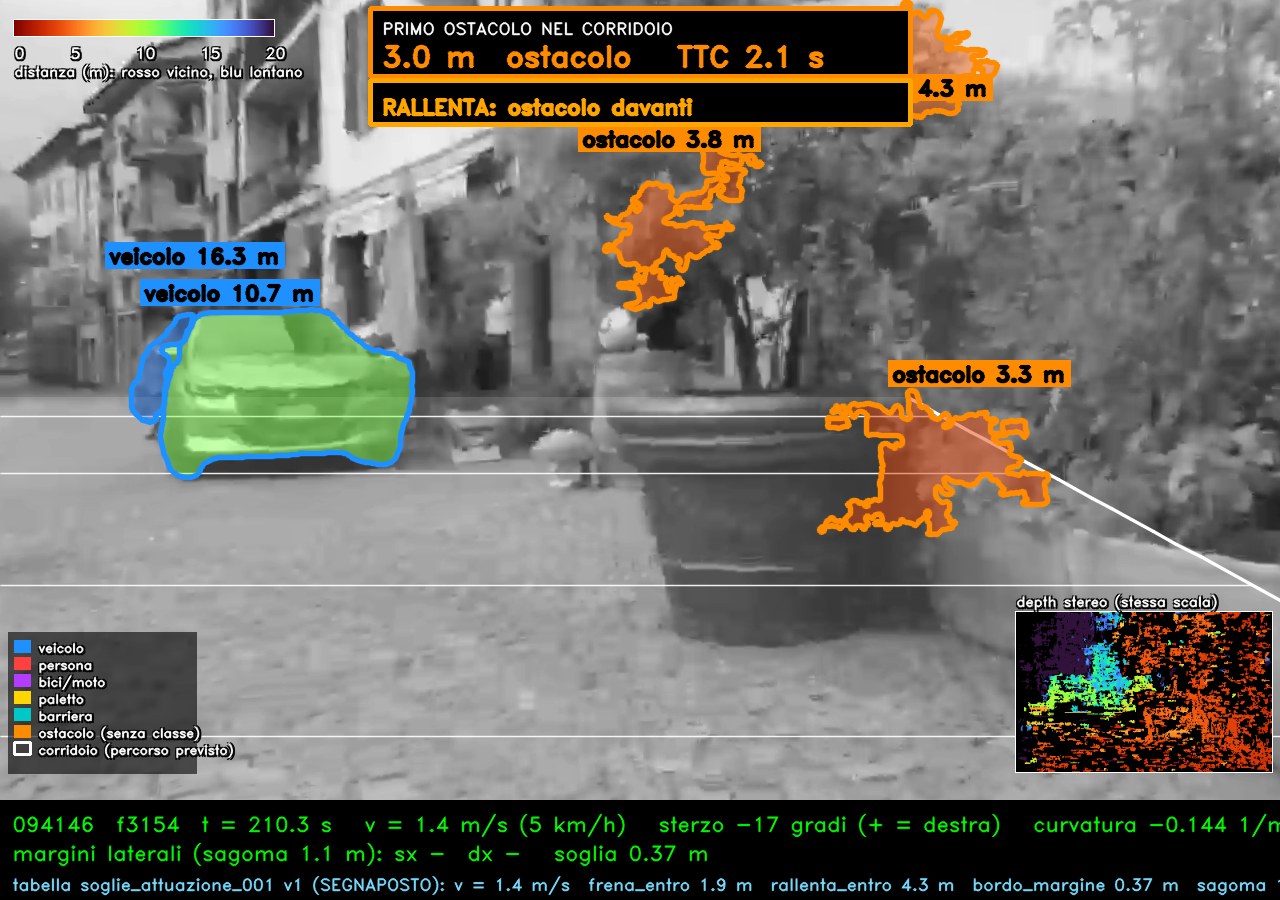 0 5 10 15 20
distanza (m): rosso vicino, blu lontano
PRIMO OSTACOLO NEL CORRIDOIO
3.0 m ostacolo TTC 2.1 s
RALLENTA: ostacolo davanti
4.3 m
ostacolo 3.8 m
veicolo 16.3 m
veicolo 10.7 m
ostacolo 3.3 m
depth stereo (stessa scala)
veicolo
persona
bici/moto
paletto
barriera
ostacolo (senza classe)
corridoio (percorso previsto)
094146 f3154 t = 210.3 s v = 1.4 m/s (5 km/h) sterzo −17 gradi (+ = destra) curvatura −0.144 1/m
margini laterali (sagoma 1.1 m): sx − dx − soglia 0.37 m
tabella soglie_attuazione_001 v1 (SEGNAPOSTO): v = 1.4 m/s frena_entro 1.9 m rallenta_entro 4.3 m bordo_margine 0.37 m sagoma